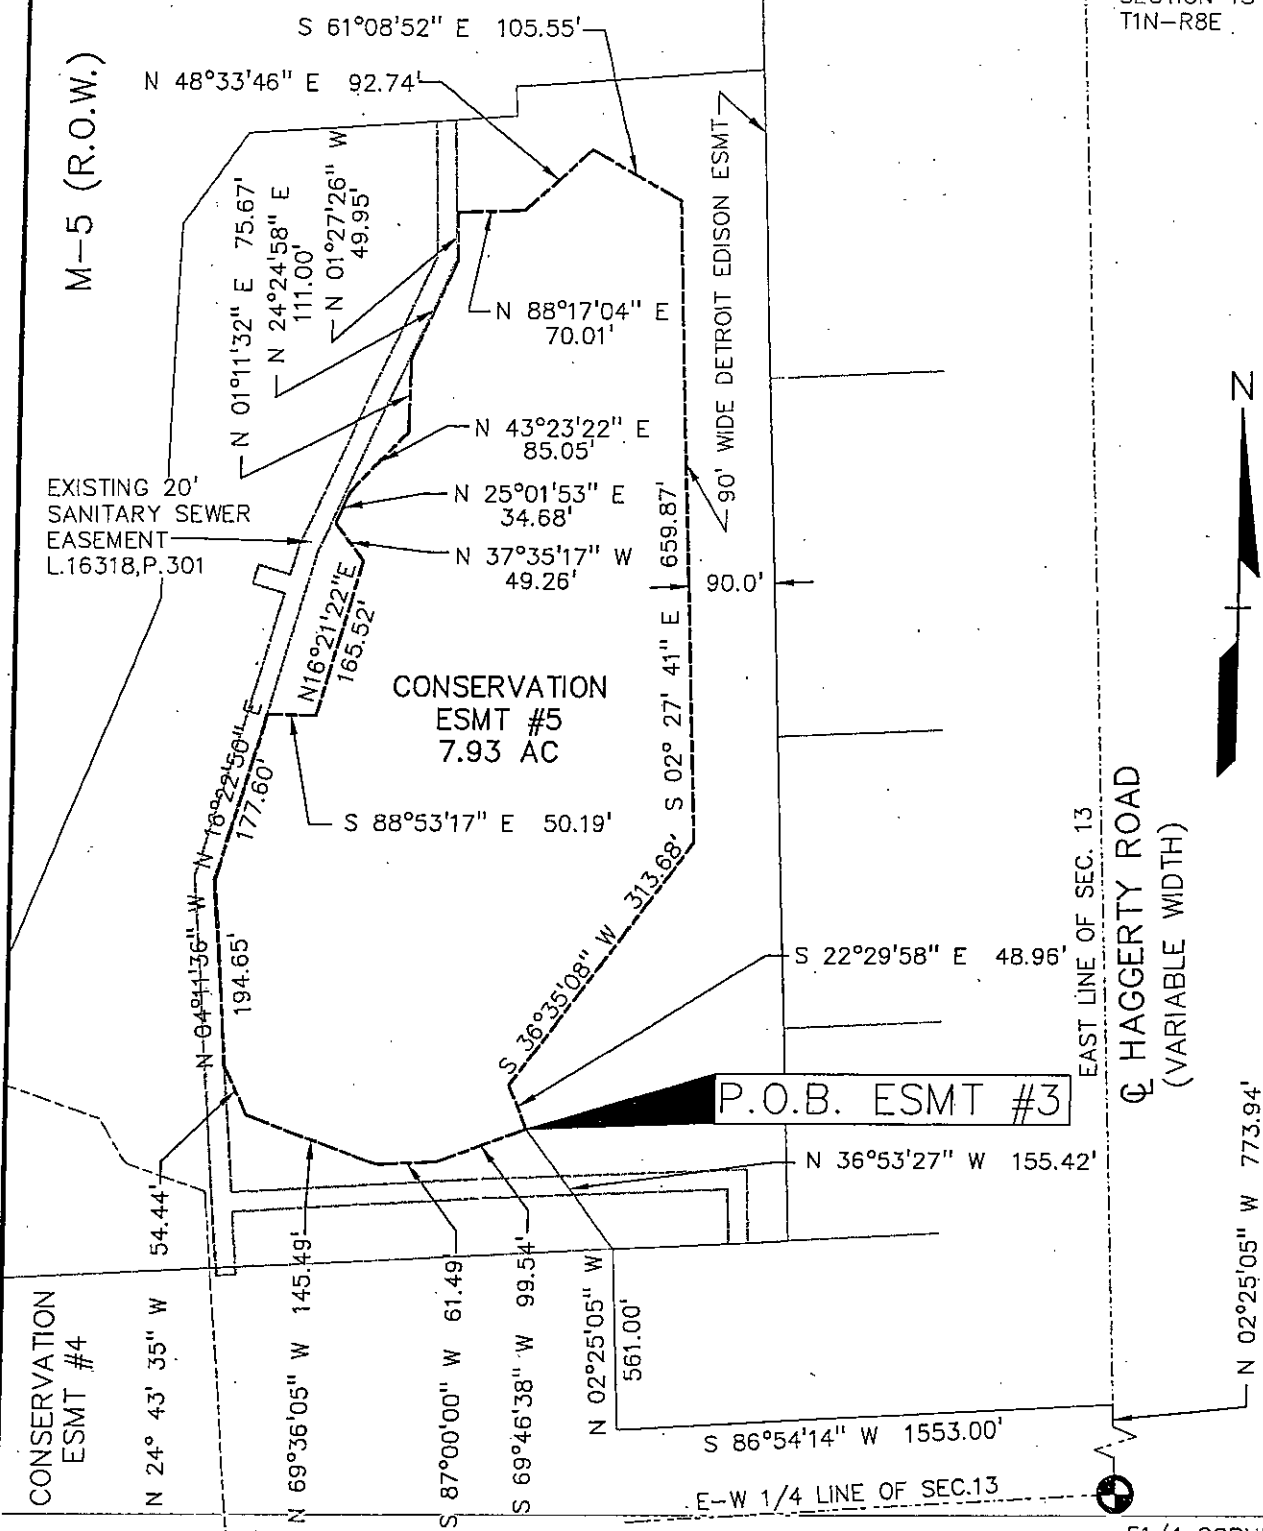 T1N-R8E
S 61°08'52" E 105.55'
N 48°33'46" E 92.74'
M-5 (R.O.W.)
N 01°11'32" E 75.67'
N 24°24'58" E
111.00'
N 01°27'26" W
49.95'
90' WIDE DETROIT EDISON ESMT
N 88°17'04" E
70.01'
N
N 43°23'22" E
85.05'
EXISTING 20'
SANITARY SEWER
EASEMENT
L.16318,P.301
N 25°01'53" E
34.68'
N 37°35'17" W
49.26'
S 02° 27' 41" E 659.87'
90.0'
N16°21'22"E
165.52'
CONSERVATION
ESMT #5
7.93 AC
N 16°22'50" E
177.60'
S 88°53'17" E 50.19'
S 36°35'08" W 313.68'
N 04°11'36" W
194.65'
S 22°29'58" E 48.96'
EAST LINE OF SEC. 13
℄ HAGGERTY ROAD
(VARIABLE WIDTH)
P.O.B. ESMT #3
N 36°53'27" W 155.42'
N 02°25'05" W 773.94'
CONSERVATION
ESMT #4
N 24° 43' 35" W 54.44'
N 69°36'05" W 145.49'
S 87°00'00" W 61.49'
S 69°46'38" W 99.54'
N 02°25'05" W
561.00'
S 86°54'14" W 1553.00'
E-W 1/4 LINE OF SEC.13